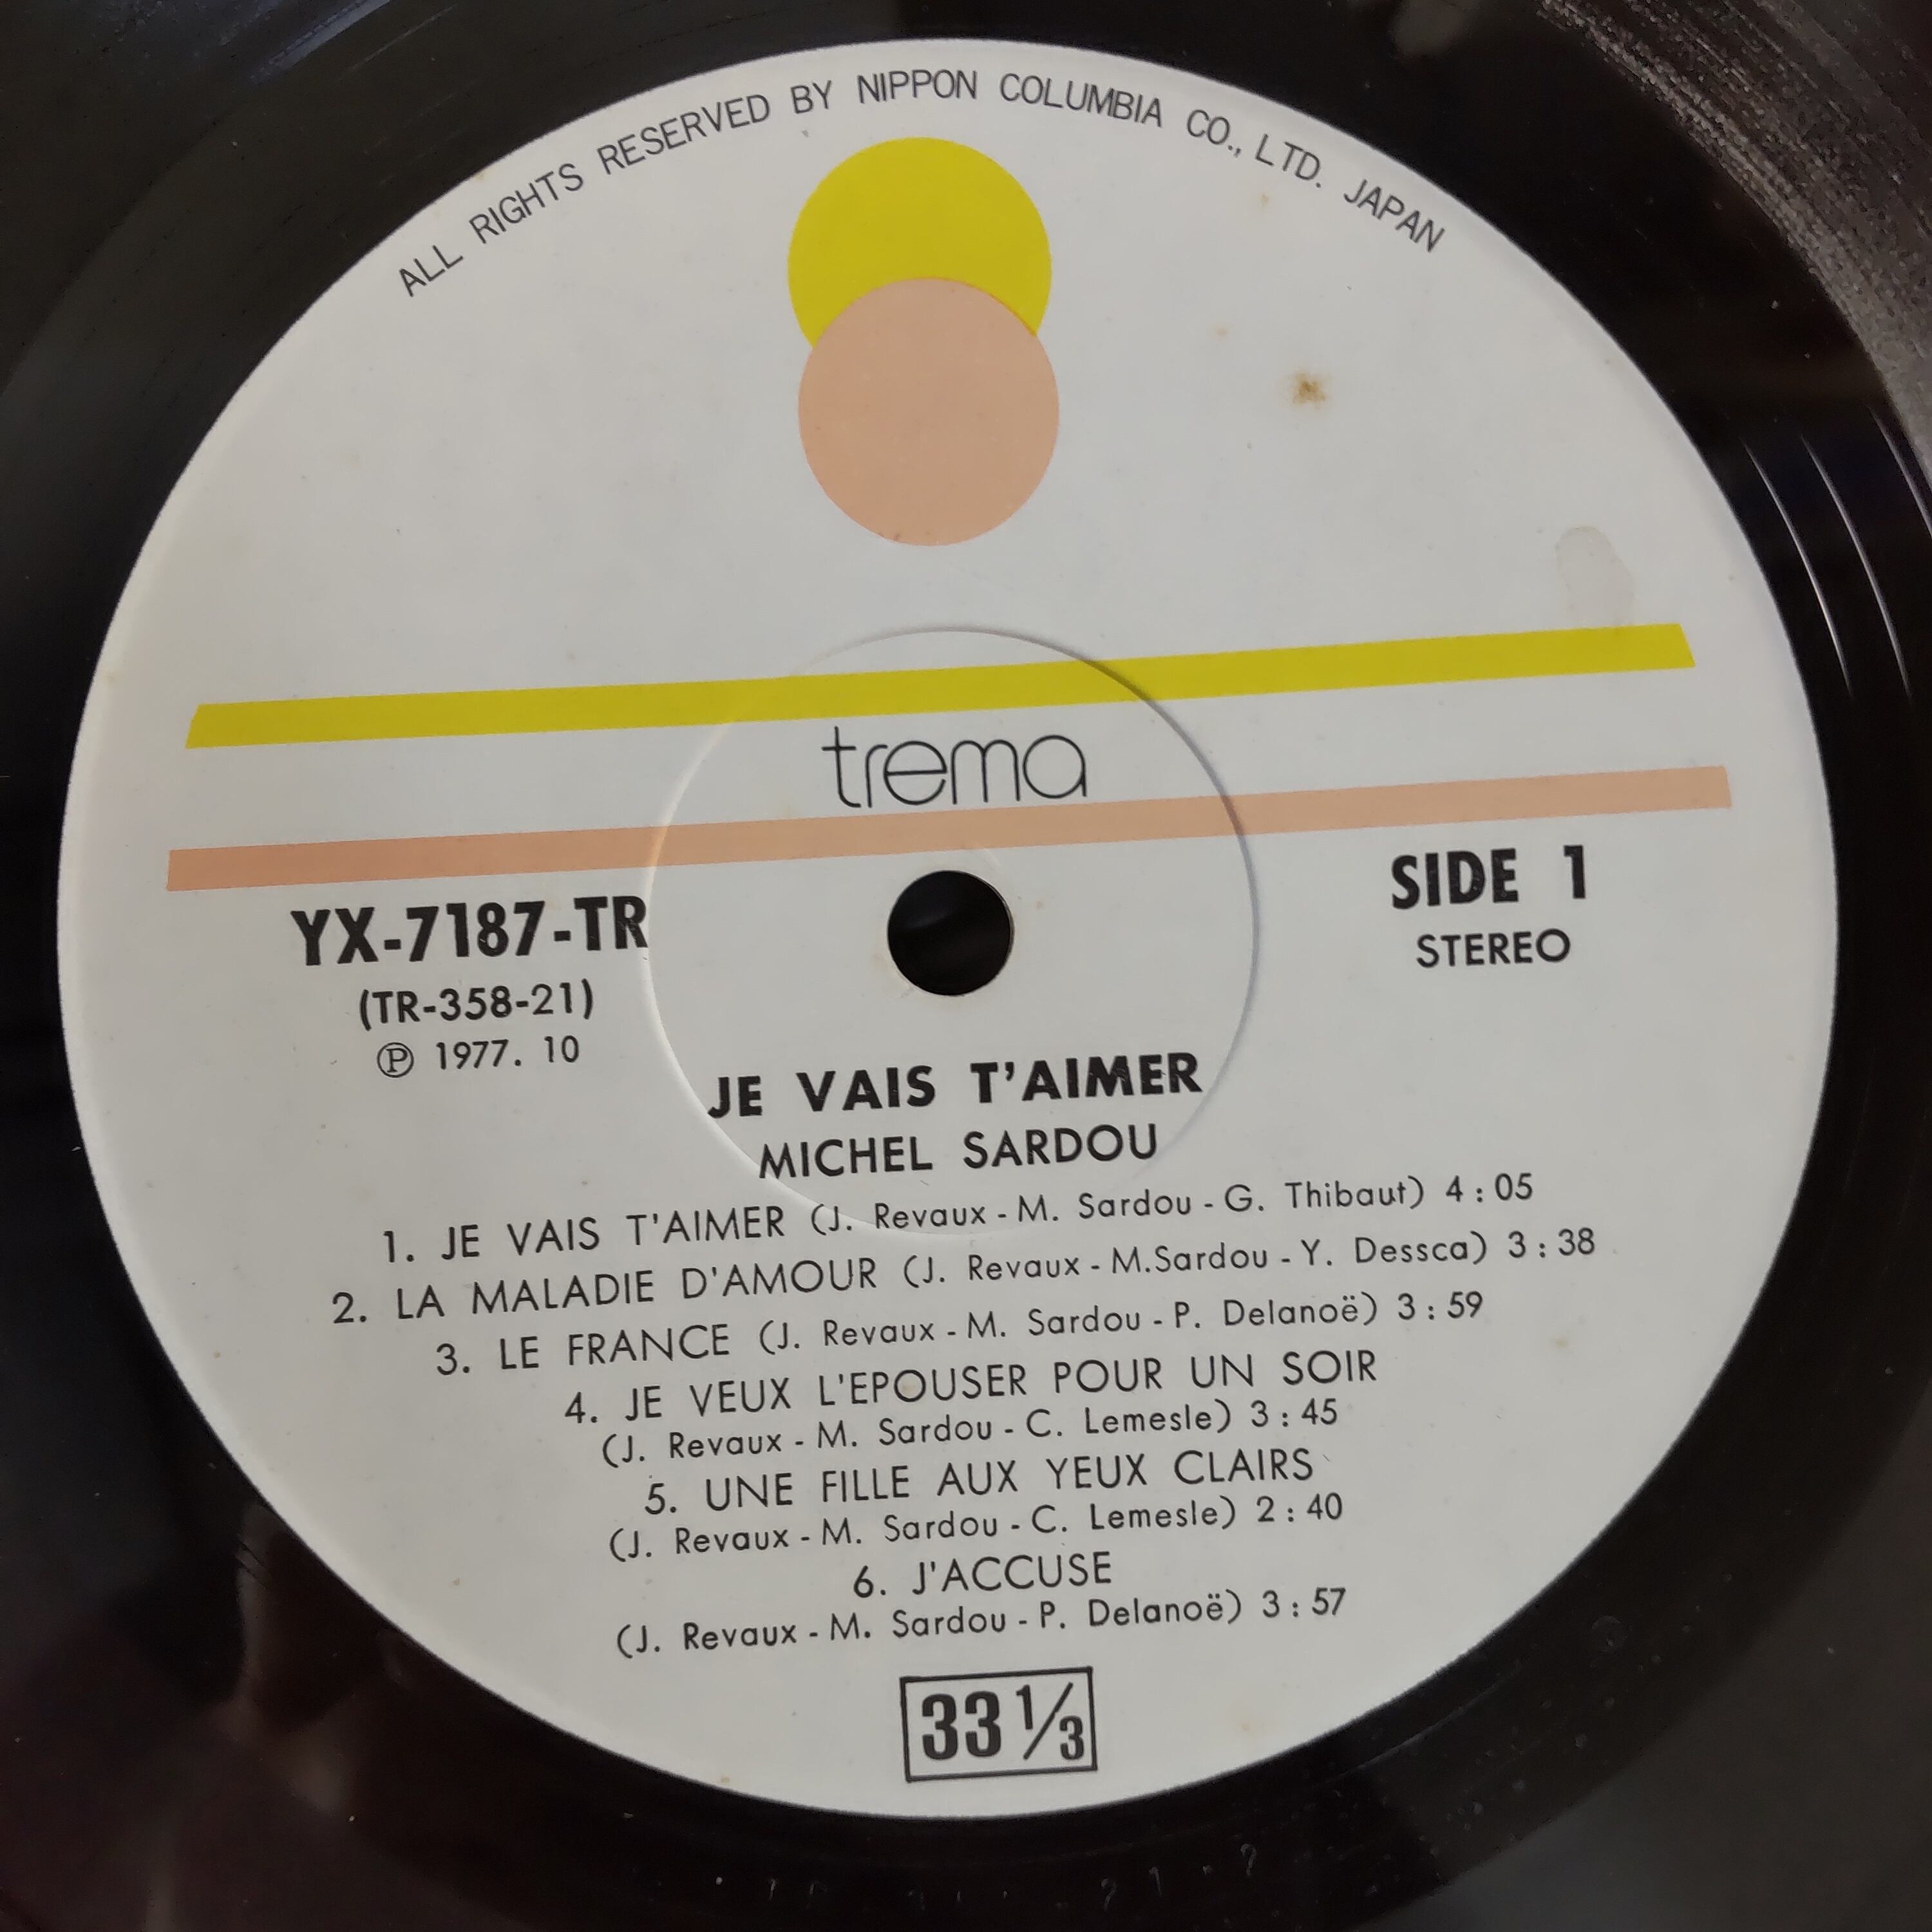 ALL RIGHTS RESERVED BY NIPPON COLUMBIA CO., LTD. JAPAN
trema
YX-7187-TR
(TR-358-21)
Ⓟ 1977. 10
SIDE 1
STEREO
JE VAIS T'AIMER
MICHEL SARDOU
1. JE VAIS T'AIMER (J. Revaux - M. Sardou - G. Thibaut) 4 : 05
2. LA MALADIE D'AMOUR (J. Revaux - M.Sardou - Y. Dessca) 3 : 38
3. LE FRANCE (J. Revaux - M. Sardou - P. Delanoë) 3 : 59
4. JE VEUX L'EPOUSER POUR UN SOIR
(J. Revaux - M. Sardou - C. Lemesle) 3 : 45
5. UNE FILLE AUX YEUX CLAIRS
(J. Revaux - M. Sardou - C. Lemesle) 2 : 40
6. J'ACCUSE
(J. Revaux - M. Sardou - P. Delanoë) 3 : 57
33 1/3